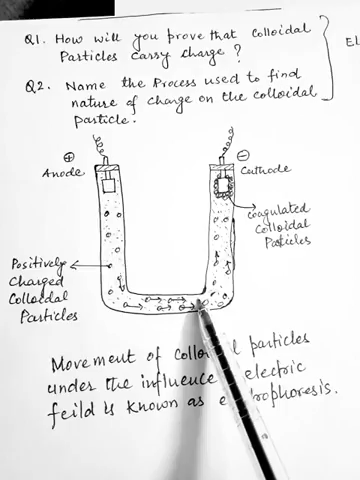 Q1. How will you prove that colloidal
Particles carry charge?
Q2. Name the Process used to find
nature of charge on the colloidal
particle.
+
Anode
−
Cathode
Coagulated
Colloidal
Particles
Positively
Charged
Colloidal
Particles
Movement of particles
under the influence electric
feild is known as